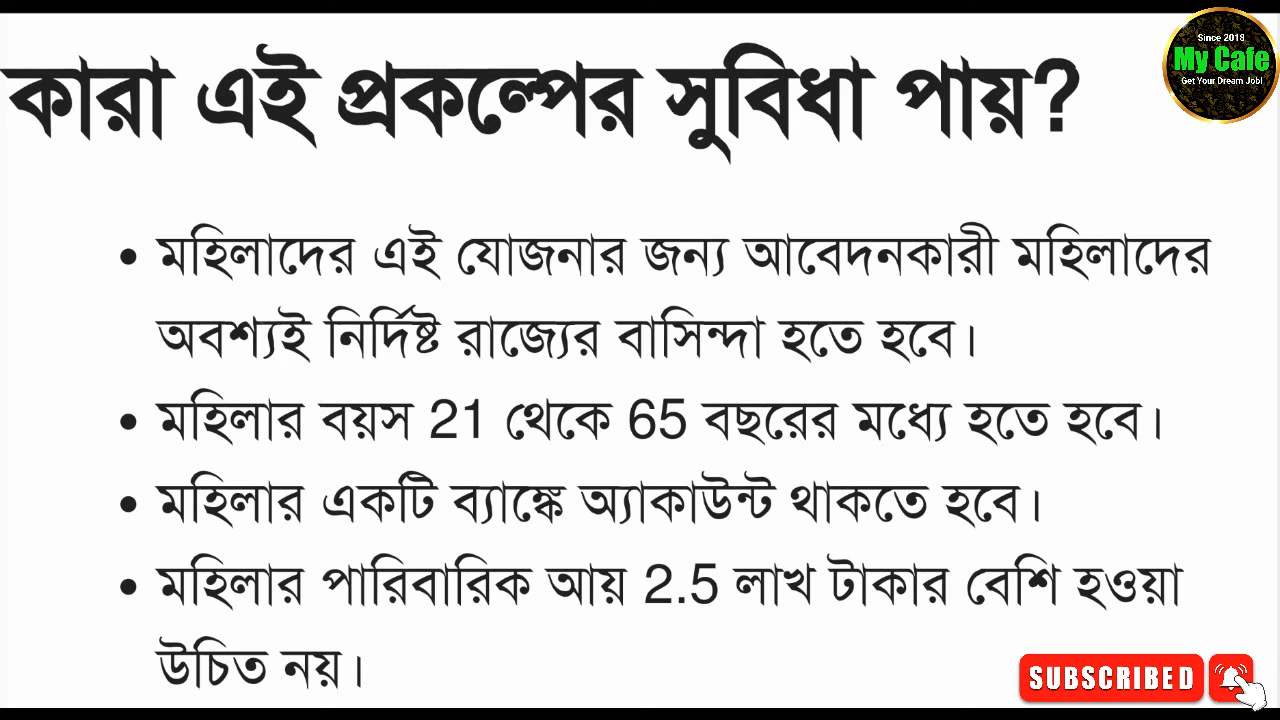 কারা এই প্রকল্পের সুবিধা পায়?
Since 2018
My Cafe
Get Your Dream Job!
• মহিলাদের এই যোজনার জন্য আবেদনকারী মহিলাদের
অবশ্যই নির্দিষ্ট রাজ্যের বাসিন্দা হতে হবে।
• মহিলার বয়স 21 থেকে 65 বছরের মধ্যে হতে হবে।
• মহিলার একটি ব্যাঙ্কে অ্যাকাউন্ট থাকতে হবে।
• মহিলার পারিবারিক আয় 2.5 লাখ টাকার বেশি হওয়া
উচিত নয়।
SUBSCRIBED